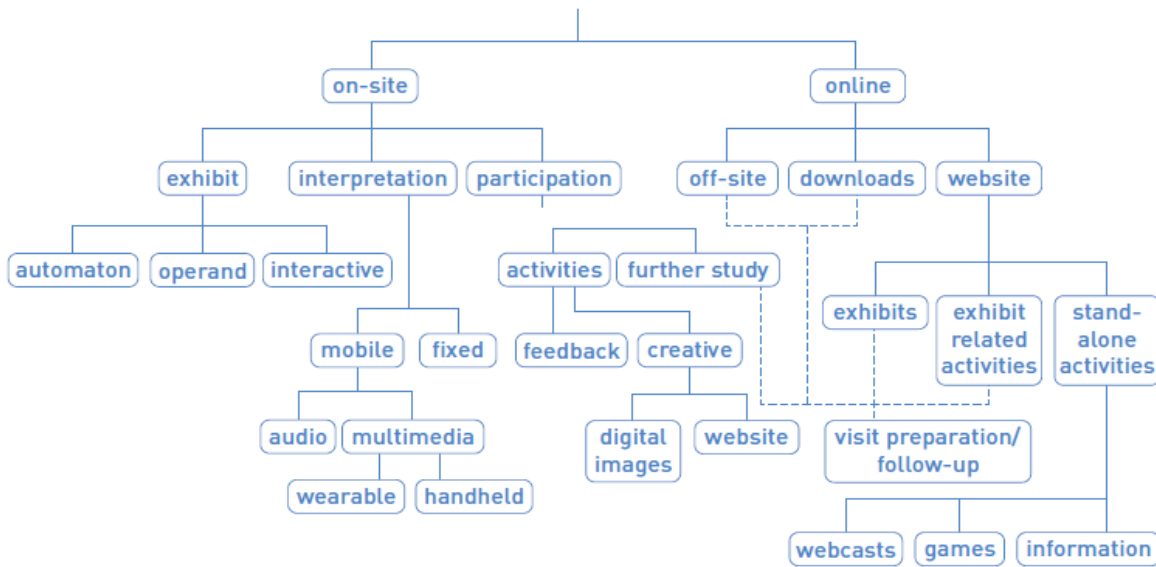 on-site
online
exhibit
interpretation
participation
off-site
downloads
website
automaton
operand
interactive
activities
further study
exhibits
exhibit
related
activities
stand-
alone
activities
mobile
fixed
feedback
creative
audio
multimedia
digital
images
website
visit preparation/
follow-up
wearable
handheld
webcasts
games
information